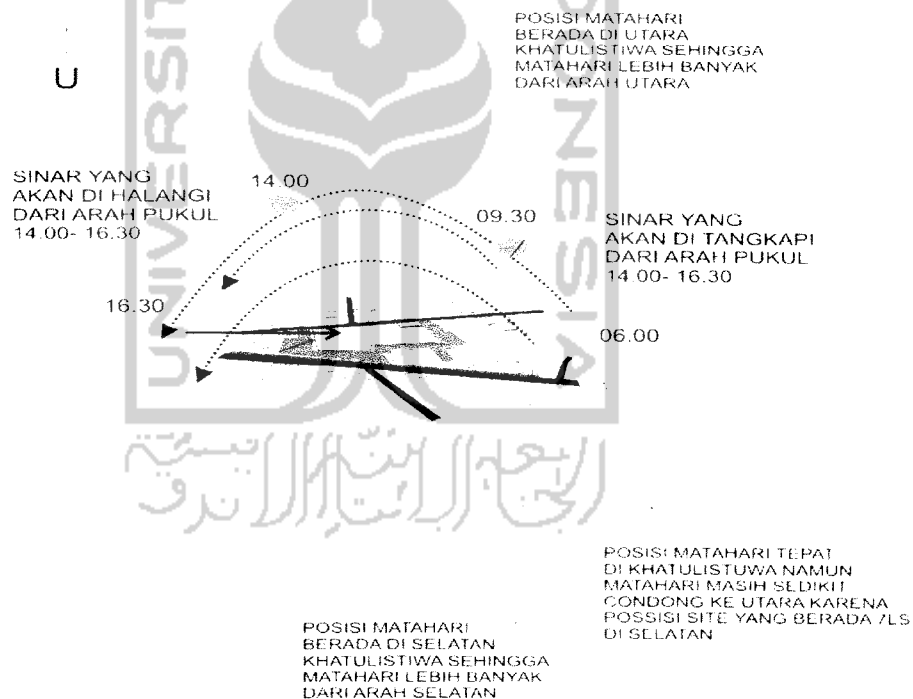 POSISI MATAHARI
BERADA DI UTARA
KHATULISTIWA SEHINGGA
MATAHARI LEBIH BANYAK
DARI ARAH UTARA
U
SINAR YANG
AKAN DI HALANGI
DARI ARAH PUKUL
14.00- 16.30
14.00
09.30
SINAR YANG
AKAN DI TANGKAPI
DARI ARAH PUKUL
14.00- 16.30
16.30
06.00
UNIVERSIT
ONESIA
POSISI MATAHARI TEPAT
DI KHATULISTUWA NAMUN
MATAHARI MASIH SEDIKIT
CONDONG KE UTARA KARENA
POSSISI SITE YANG BERADA 7LS
DI SELATAN
POSISI MATAHARI
BERADA DI SELATAN
KHATULISTIWA SEHINGGA
MATAHARI LEBIH BANYAK
DARI ARAH SELATAN